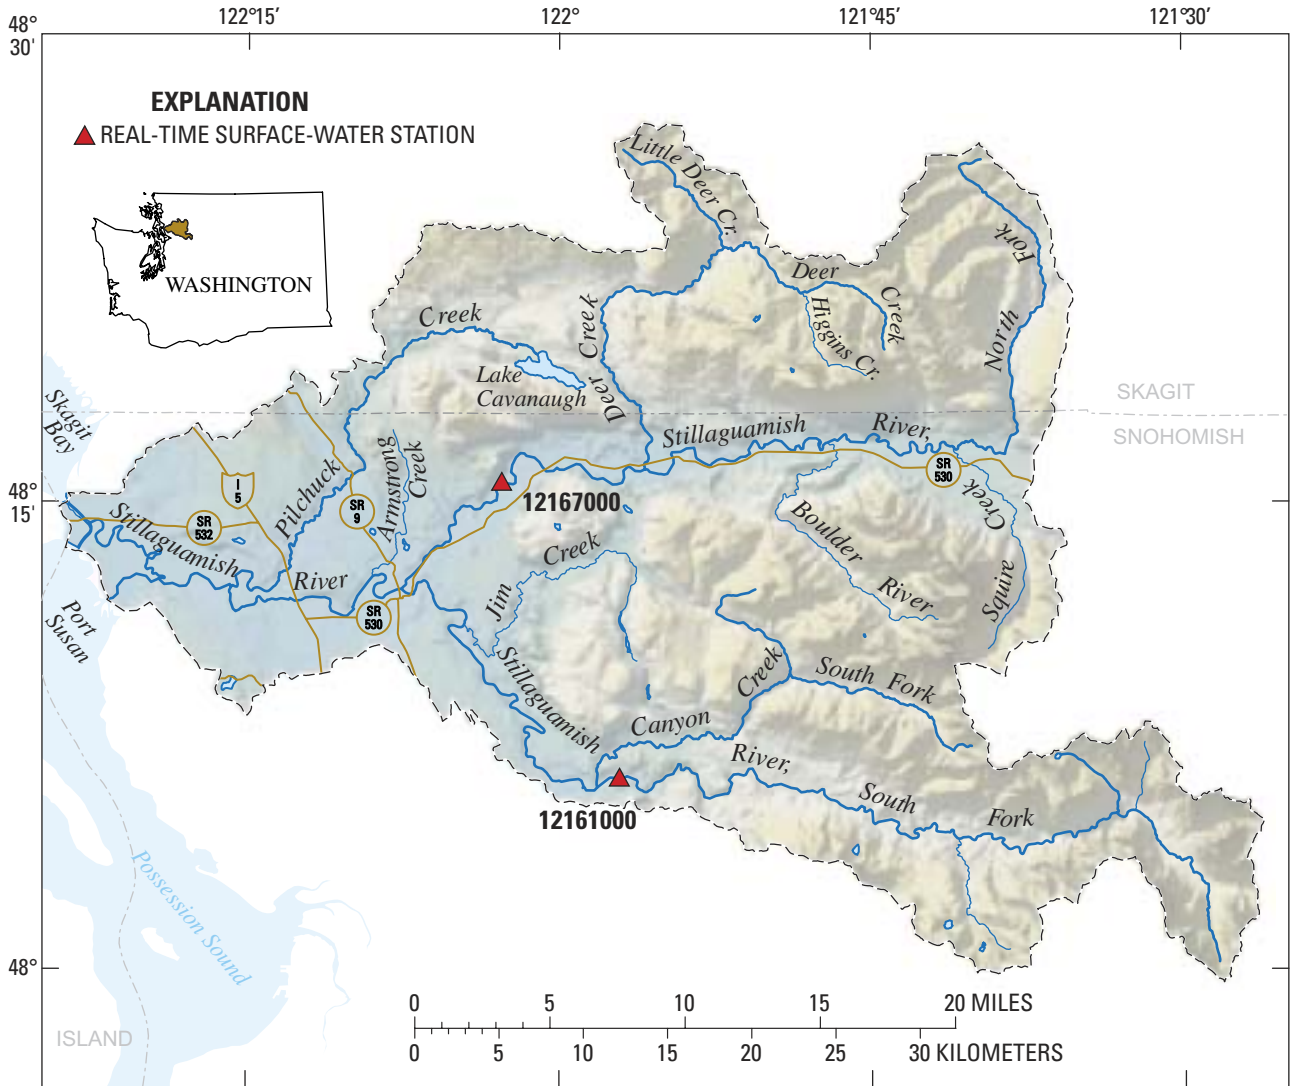 122°15′
122°
121°45′
121°30′
48°
30′
EXPLANATION
REAL-TIME SURFACE-WATER STATION
WASHINGTON
Little Deer Cr.
Deer
Creek
Higgins Cr.
North
Fork
Creek
Lake
Cavanaugh
Deer Creek
SKAGIT
SNOHOMISH
Skagit
Bay
Stillaguamish
River,
SR
530
I
5
Pilchuck
SR
9
Armstrong
Creek
12167000
48°
15′
SR
532
Stillaguamish
River
SR
530
Creek
Jim
Boulder
River
Squire
Creek
Port
Susan
Stillaguamish
Canyon
Creek
South Fork
River,
South
Fork
12161000
Possession Sound
48°
ISLAND
0 5 10 15 20 MILES
0 5 10 15 20 25 30 KILOMETERS